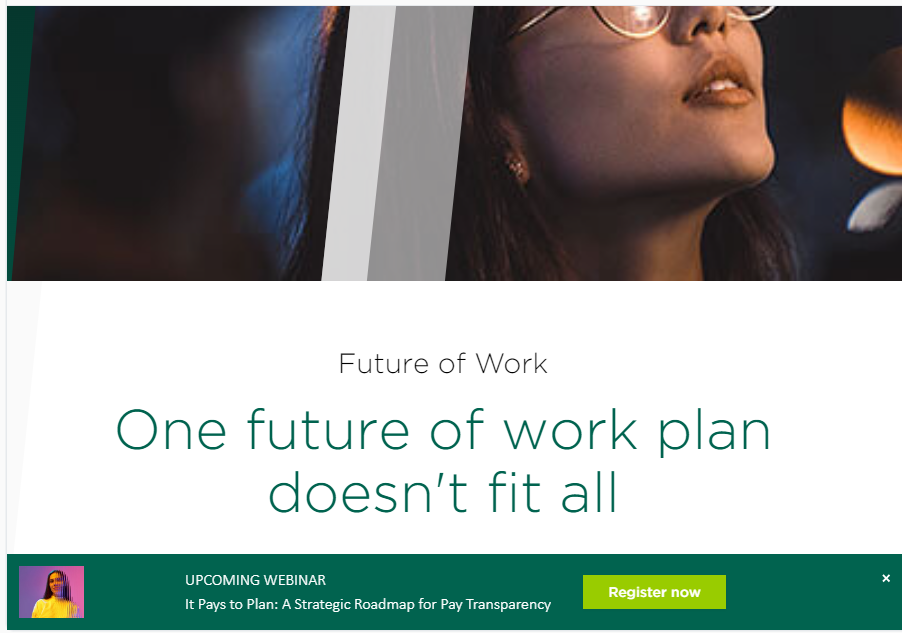 Future of Work
One future of work plan
doesn't fit all
UPCOMING WEBINAR
It Pays to Plan: A Strategic Roadmap for Pay Transparency
Register now
×